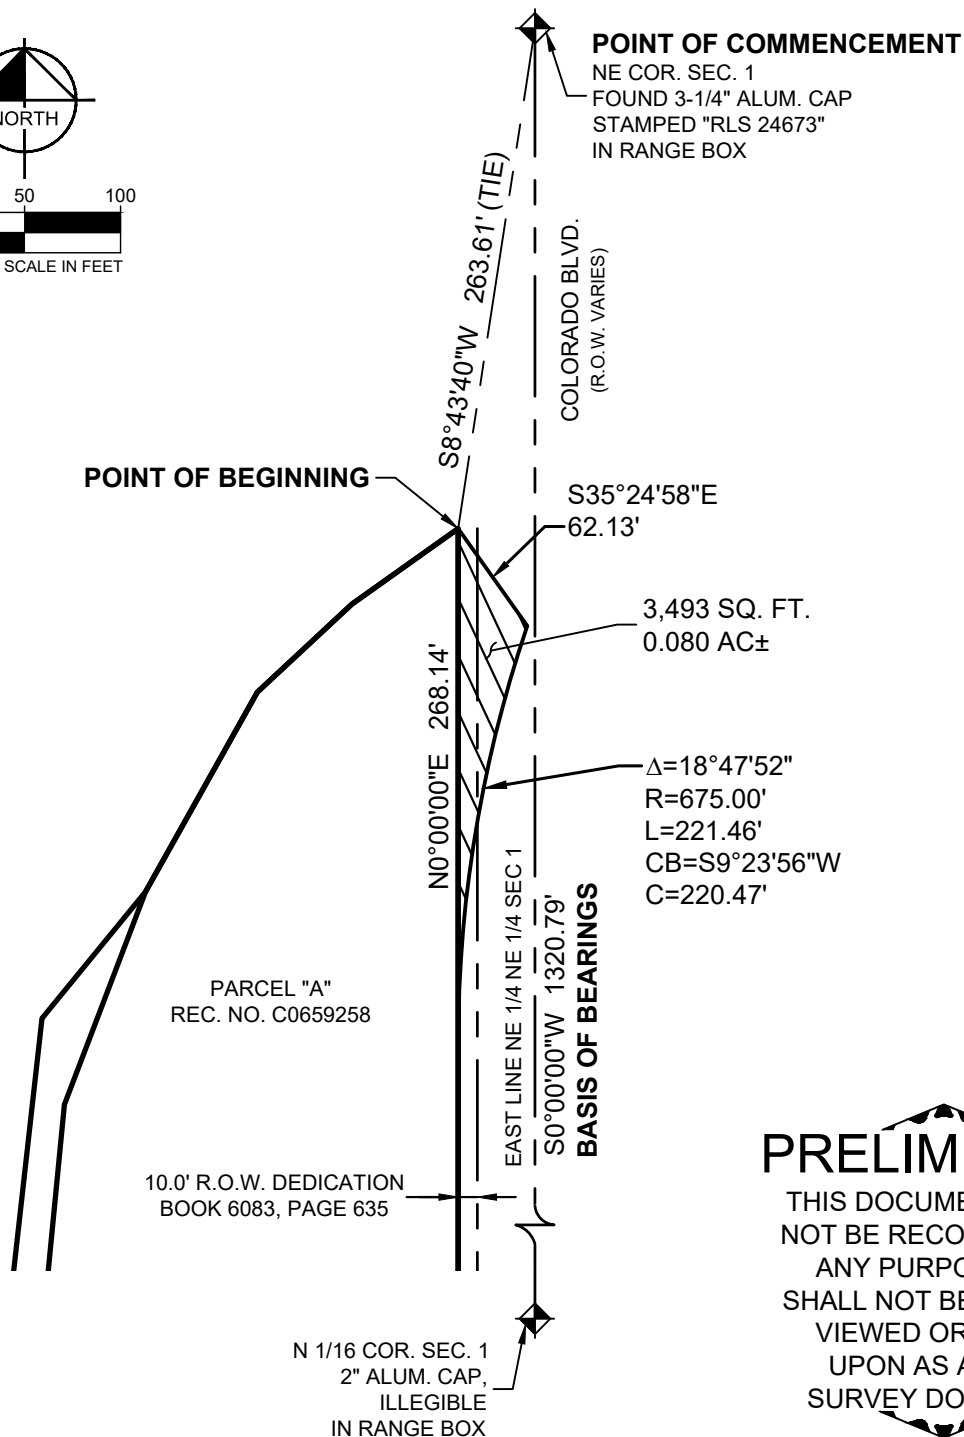 POINT OF COMMENCEMENT
NE COR. SEC. 1
FOUND 3-1/4" ALUM. CAP
STAMPED "RLS 24673"
IN RANGE BOX
NORTH
50 100
SCALE IN FEET
S8°43'40"W 263.61' (TIE)
COLORADO BLVD.
(R.O.W. VARIES)
POINT OF BEGINNING
S35°24'58"E
62.13'
3,493 SQ. FT.
0.080 AC±
N0°00'00"E 268.14'
Δ=18°47'52"
R=675.00'
L=221.46'
CB=S9°23'56"W
C=220.47'
EAST LINE NE 1/4 NE 1/4 SEC 1
S0°00'00"W 1320.79'
BASIS OF BEARINGS
PARCEL "A"
REC. NO. C0659258
10.0' R.O.W. DEDICATION
BOOK 6083, PAGE 635
N 1/16 COR. SEC. 1
2" ALUM. CAP,
ILLEGIBLE
IN RANGE BOX
PRELIM
THIS DOCUME
NOT BE RECO
ANY PURPO
SHALL NOT BE
VIEWED OR
UPON AS A
SURVEY DO